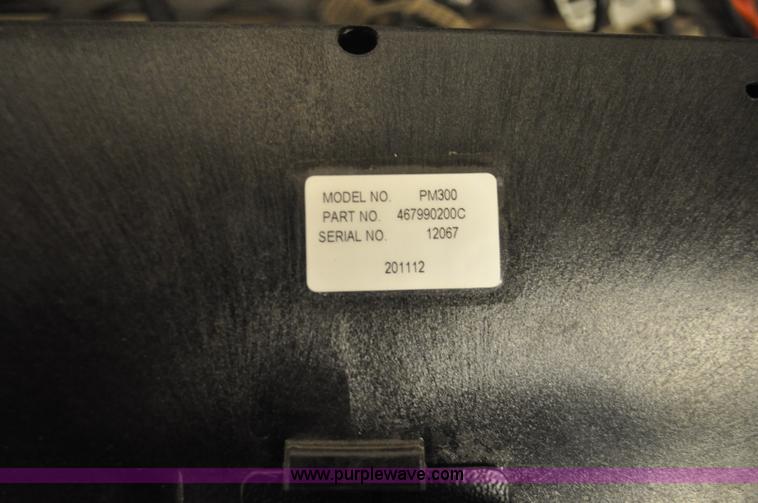 MODEL NO. PM300
PART NO. 467990200C
SERIAL NO. 12067
201112
www.purplewave.com